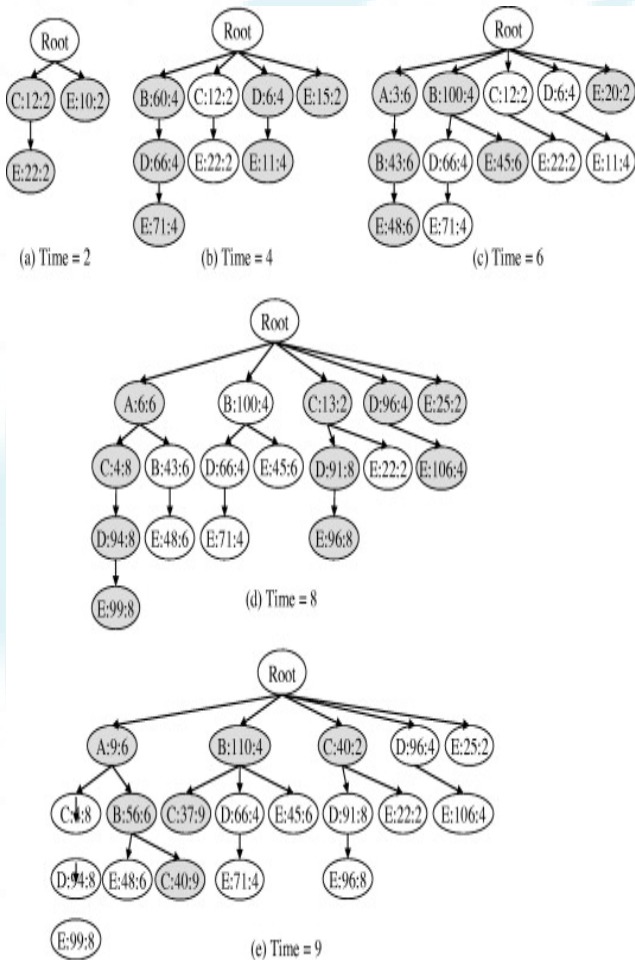 Root
C:12:2 E:10:2
E:22:2
(a) Time = 2
Root
B:60:4 C:12:2 D:6:4 E:15:2
D:66:4 E:22:2 E:11:4
E:71:4
(b) Time = 4
Root
A:3:6 B:100:4 C:12:2 D:6:4 E:20:2
B:43:6 D:66:4 E:45:6 E:22:2 E:11:4
E:48:6 E:71:4
(c) Time = 6
Root
A:6:6 B:100:4 C:13:2 D:96:4 E:25:2
C:4:8 B:43:6 D:66:4 E:45:6 D:91:8 E:22:2 E:106:4
D:94:8 E:48:6 E:71:4 E:96:8
E:99:8
(d) Time = 8
Root
A:9:6 B:110:4 C:40:2 D:96:4 E:25:2
C:4:8 B:56:6 C:37:9 D:66:4 E:45:6 D:91:8 E:22:2 E:106:4
D:94:8 E:48:6 C:40:9 E:71:4 E:96:8
E:99:8
(e) Time = 9